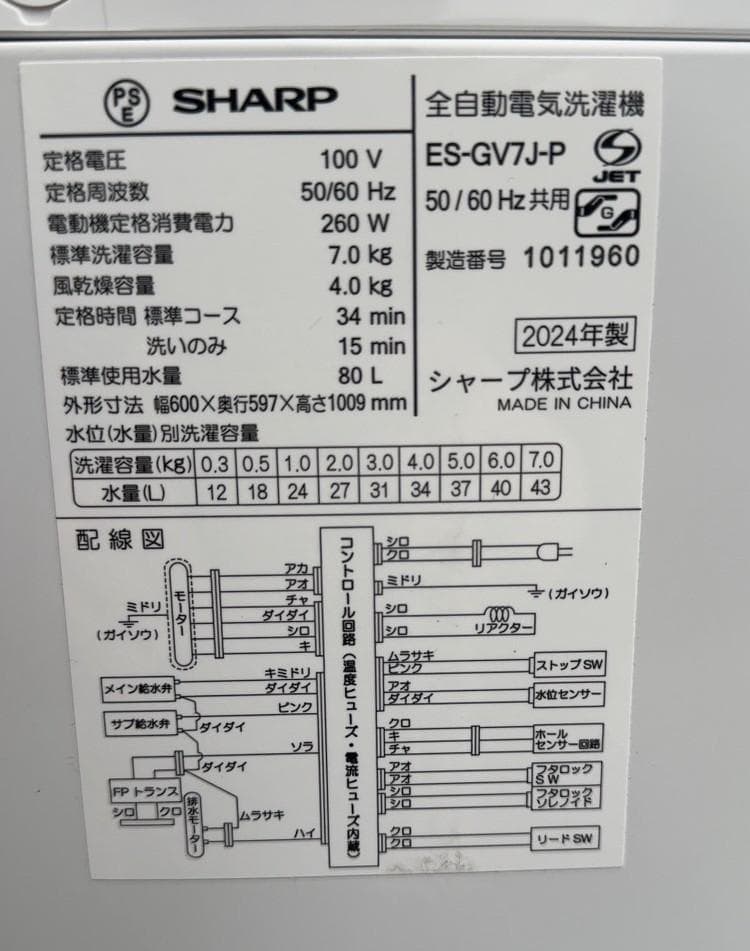 PSE SHARP
定格電圧 100 V
定格周波数 50/60 Hz
電動機定格消費電力 260 W
標準洗濯容量 7.0 kg
風乾燥容量 4.0 kg
定格時間 標準コース 34 min
洗いのみ 15 min
標準使用水量 80 L
外形寸法 幅600×奥行597×高さ1009 mm
全自動電気洗濯機
ES-GV7J-P
JET
50/60 Hz共用
G
製造番号 1011960
2024年製
シャープ株式会社
MADE IN CHINA
水位(水量)別洗濯容量
洗濯容量(kg) 0.3 0.5 1.0 2.0 3.0 4.0 5.0 6.0 7.0
水量(L) 12 18 24 27 31 34 37 40 43
配線図
モーター
ミドリ
(ガイソウ)
アカ
アオ
チャ
ダイダイ
シロ
キ
メイン給水弁
キミドリ
ダイダイ
サブ給水弁
ピンク
ダイダイ
ソラ
ダイダイ
FPトランス
シロ クロ
排水モーター
ムラサキ
ハイ
コントロール回路(温度ヒューズ・電流ヒューズ内蔵)
シロ
クロ
ミドリ
(ガイソウ)
シロ
シロ
リアクター
ムラサキ
ピンク
ストップSW
アオ
ダイダイ
水位センサー
クロ
キ
チャ
ホール
センサー回路
アオ
アオ
フタロック
SW
シロ
シロ
フタロック
ソレノイド
クロ
クロ
リードSW